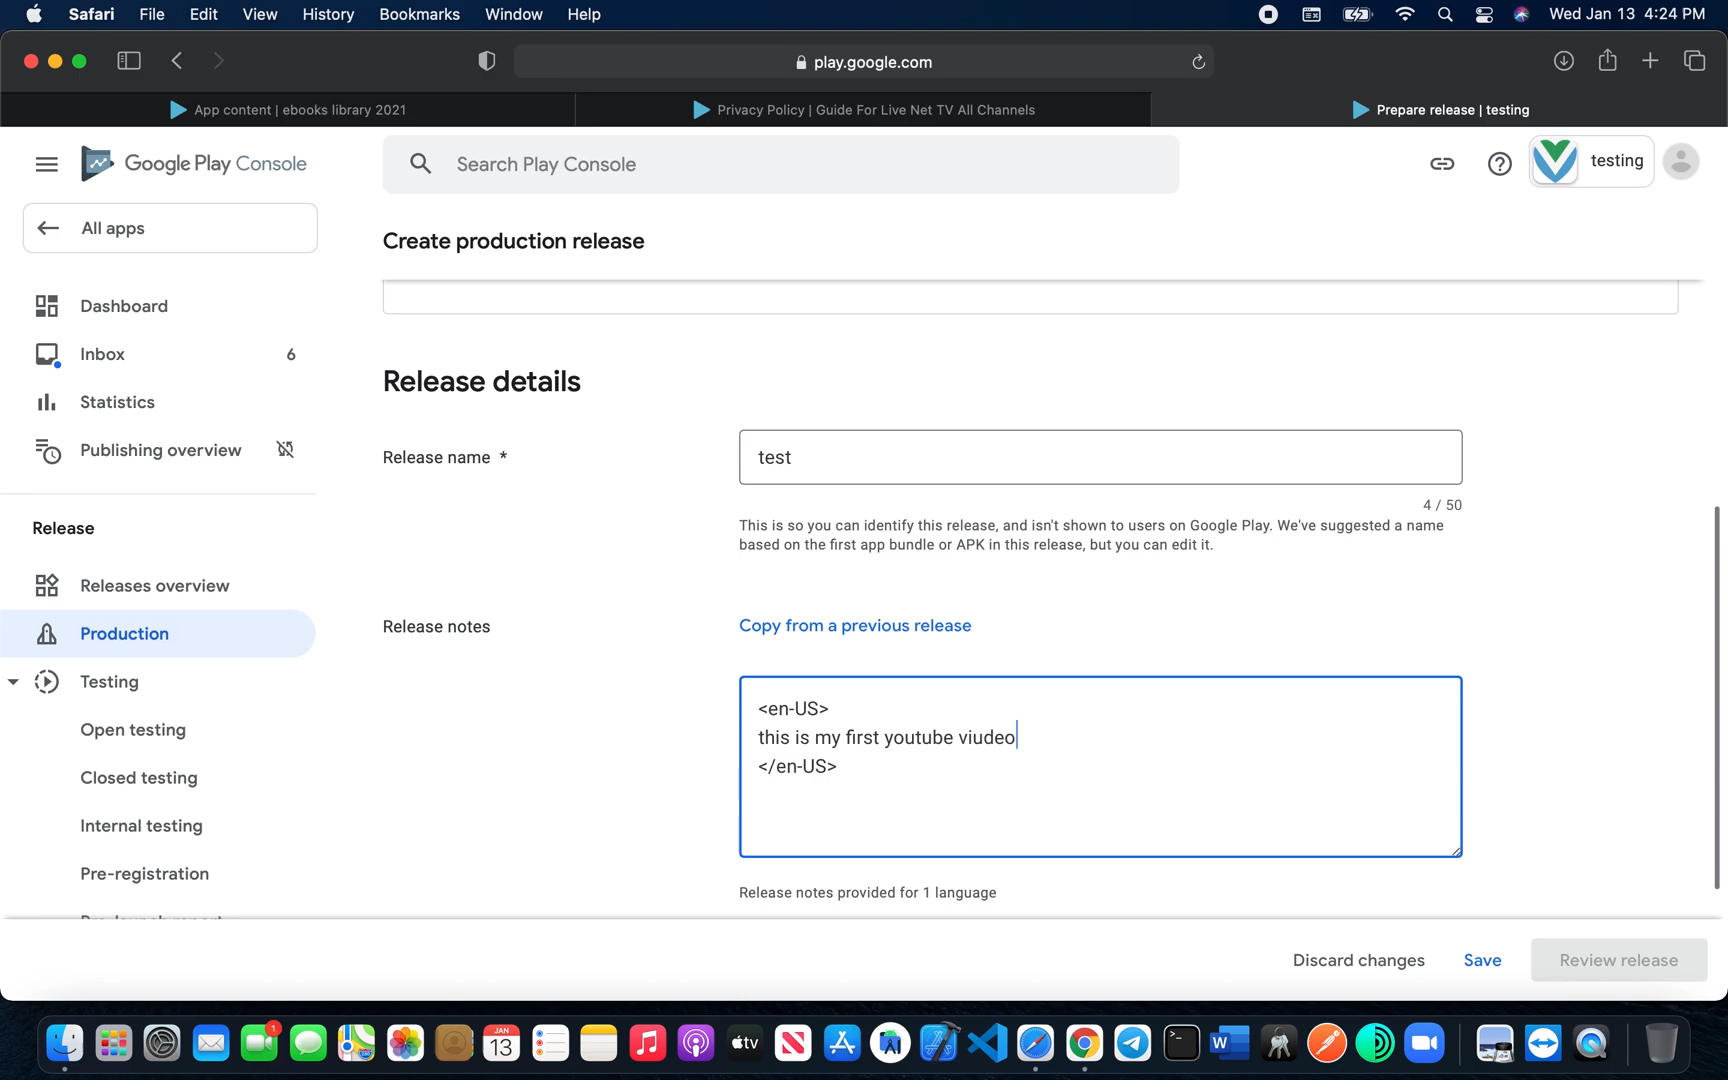 Safari File Edit View History Bookmarks Window Help Wed Jan 13 4:24 PM
play.google.com
App content | ebooks library 2021
Privacy Policy | Guide For Live Net TV All Channels
Prepare release | testing
Google Play Console
Search Play Console
testing
All apps
Create production release
Dashboard
Inbox 6
Statistics
Publishing overview
Release
Releases overview
Production
Testing
Open testing
Closed testing
Internal testing
Pre-registration
Release details
Release name *
test
4 / 50
This is so you can identify this release, and isn't shown to users on Google Play. We've suggested a name
based on the first app bundle or APK in this release, but you can edit it.
Release notes
Copy from a previous release
<en-US>
this is my first youtube viudeo
</en-US>
Release notes provided for 1 language
Discard changes Save Review release
1
JAN
13
tv
W